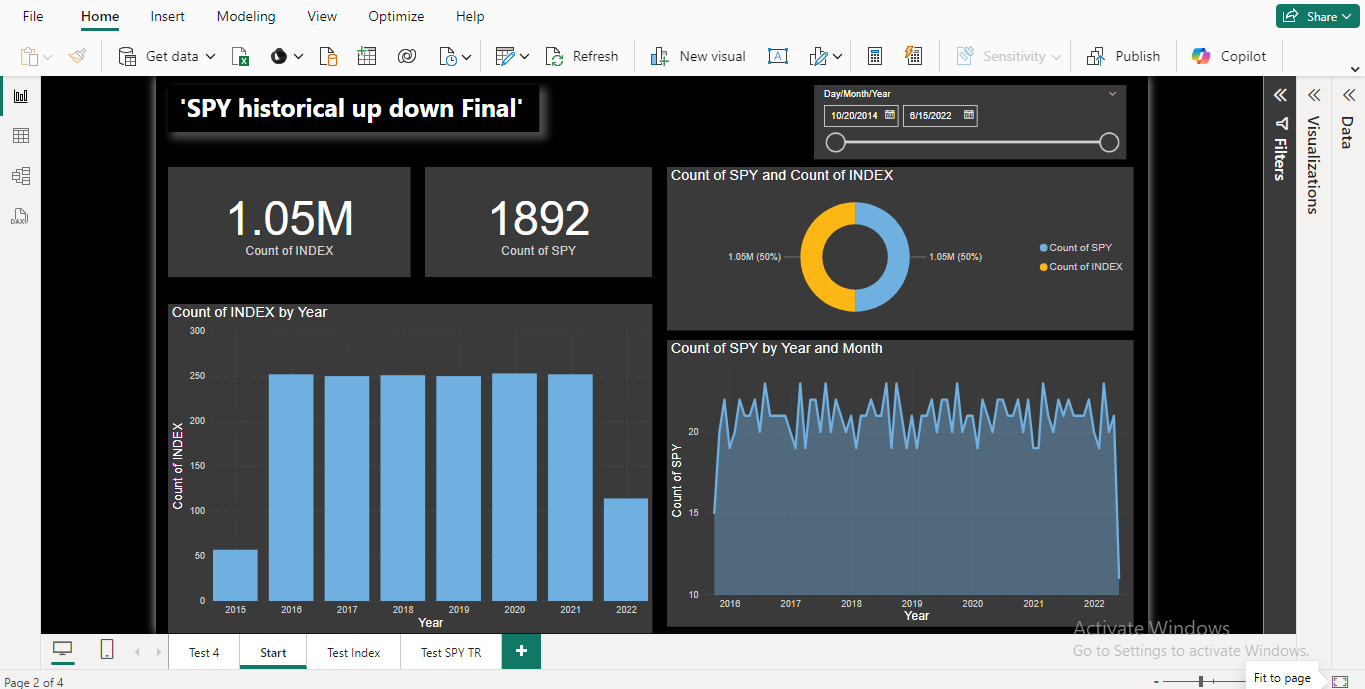 File Home Insert Modeling View Optimize Help Share
Get data Refresh New visual Sensitivity Publish Copilot
'SPY historical up down Final'
Day/Month/Year
10/20/2014 6/15/2022
1.05M
Count of INDEX
1892
Count of SPY
Count of SPY and Count of INDEX
1.05M (50%) 1.05M (50%)
Count of SPY
Count of INDEX
Count of INDEX by Year
Count of INDEX
300
250
200
150
100
50
0
2015 2016 2017 2018 2019 2020 2021 2022
Year
Count of SPY by Year and Month
Count of SPY
20
15
10
2016 2017 2018 2019 2020 2021 2022
Year
Filters
Visualizations
Data
DAX
Activate Windows
Go to Settings to activate Windows.
Test 4 Start Test Index Test SPY TR +
Page 2 of 4
- Fit to page